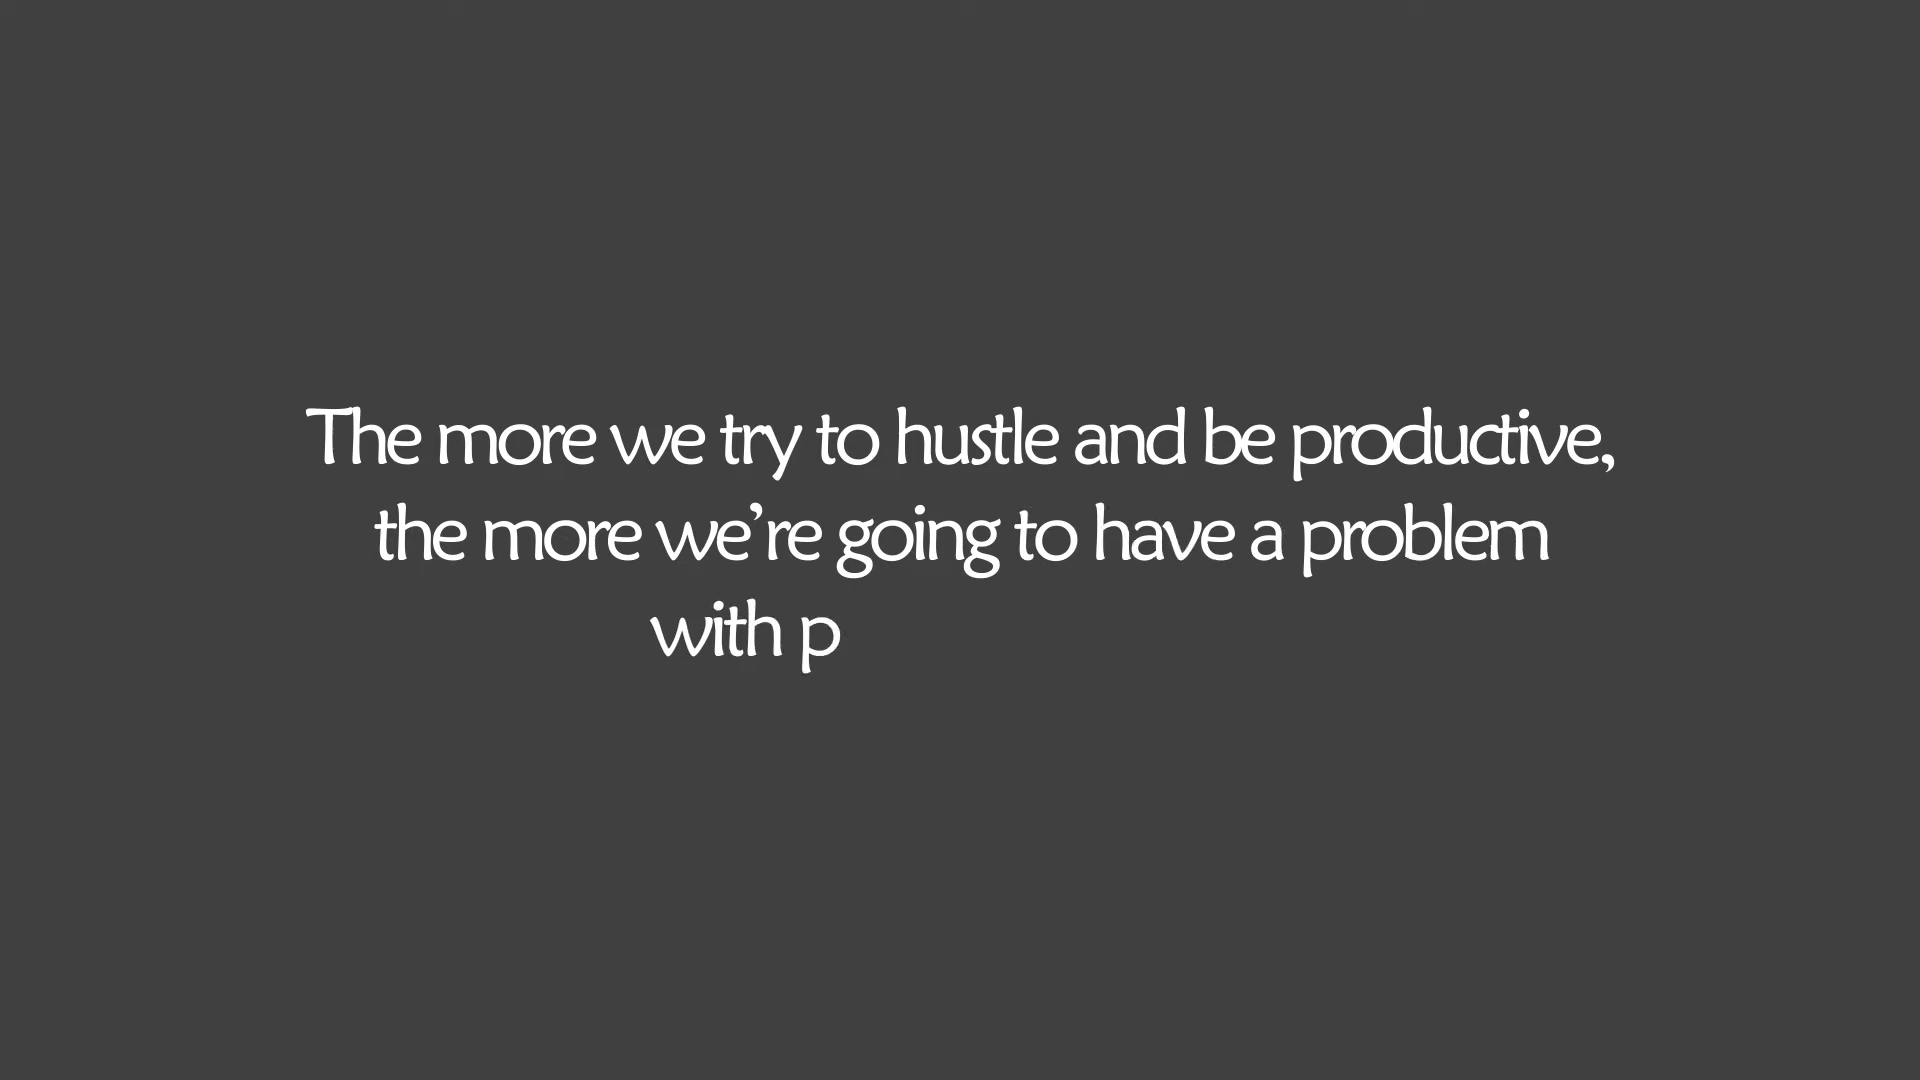 The more we try to hustle and be productive,
the more we’re going to have a problem
with p